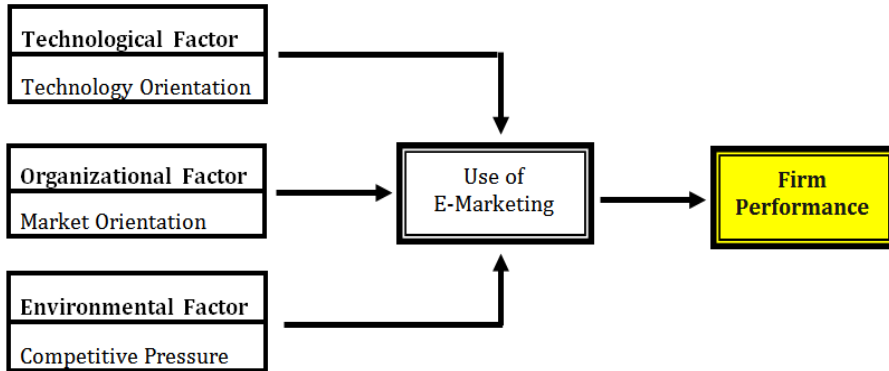 Technological Factor
Technology Orientation
Organizational Factor
Market Orientation
Environmental Factor
Competitive Pressure
Use of
E-Marketing
Firm
Performance